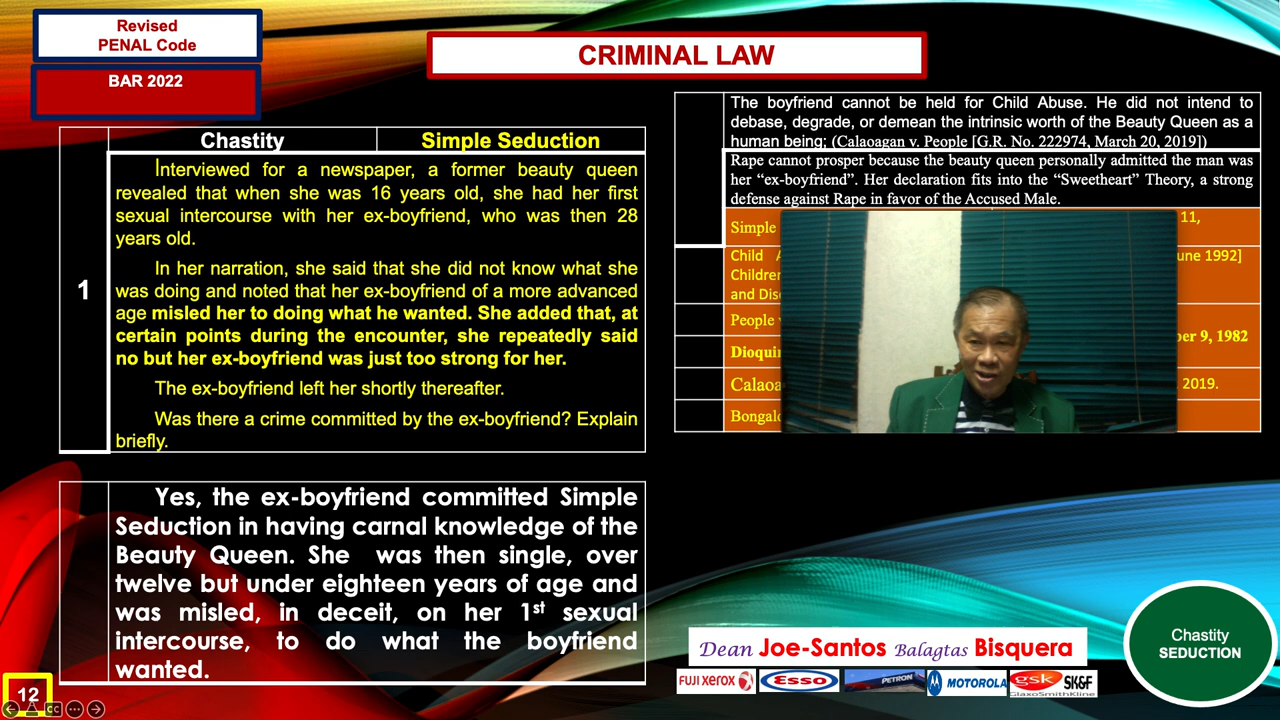 Revised
PENAL Code
BAR 2022
CRIMINAL LAW
Chastity
Simple Seduction
1
Interviewed for a newspaper, a former beauty queen
revealed that when she was 16 years old, she had her first
sexual intercourse with her ex-boyfriend, who was then 28
years old.
In her narration, she said that she did not know what she
was doing and noted that her ex-boyfriend of a more advanced
age misled her to doing what he wanted. She added that, at
certain points during the encounter, she repeatedly said
no but her ex-boyfriend was just too strong for her.
The ex-boyfriend left her shortly thereafter.
Was there a crime committed by the ex-boyfriend? Explain
briefly.
Yes, the ex-boyfriend committed Simple
Seduction in having carnal knowledge of the
Beauty Queen. She was then single, over
twelve but under eighteen years of age and
was misled, in deceit, on her 1st sexual
intercourse, to do what the boyfriend
wanted.
The boyfriend cannot be held for Child Abuse. He did not intend to
debase, degrade, or demean the intrinsic worth of the Beauty Queen as a
human being; (Calaoagan v. People [G.R. No. 222974, March 20, 2019])
Rape cannot prosper because the beauty queen personally admitted the man was
her “ex-boyfriend”. Her declaration fits into the “Sweetheart” Theory, a strong
defense against Rape in favor of the Accused Male.
Simple 11,
Child une 1992]
Children
and
People
ber 9, 1982
Dioquin
Calaoa 2019.
Bongalo
Dean Joe-Santos Balagtas Bisquera
FUJI XEROX
ESSO
PETRON
MOTOROLA
gsk
GlaxoSmithKline
SK&F
Chastity
SEDUCTION
12
CC